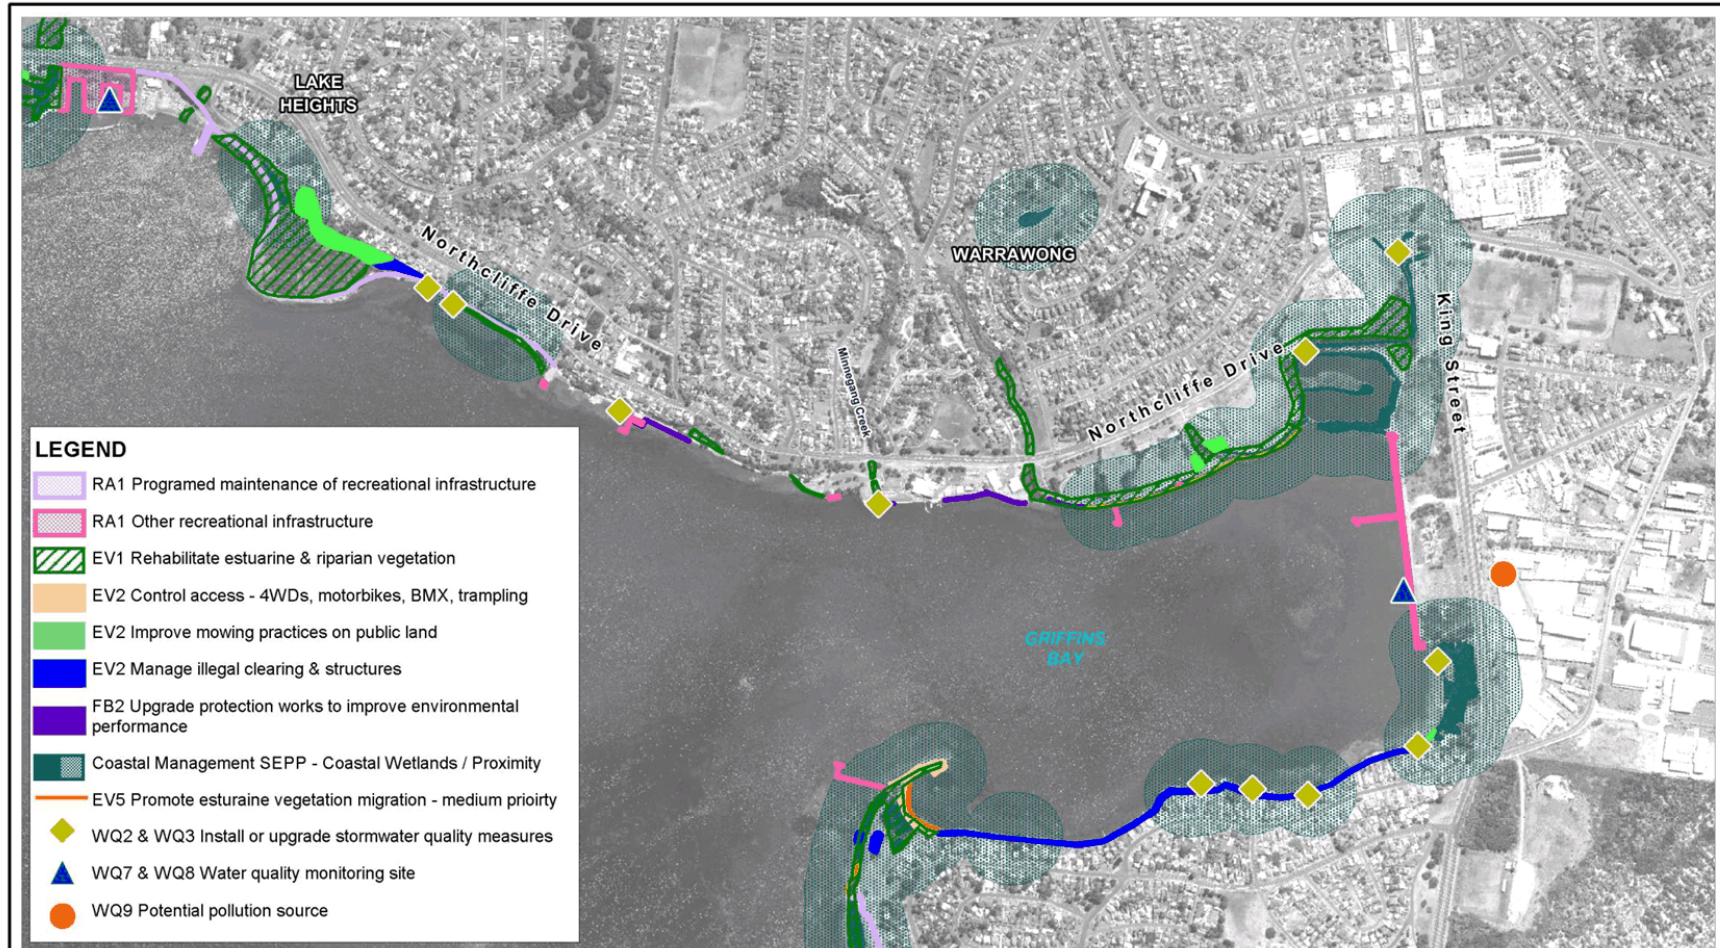 LAKE
HEIGHTS
Northcliffe Drive
WARRAWONG
Minnegang Creek
Northcliffe Drive
King Street
GRIFFINS
BAY
LEGEND
RA1 Programed maintenance of recreational infrastructure
RA1 Other recreational infrastructure
EV1 Rehabilitate estuarine & riparian vegetation
EV2 Control access - 4WDs, motorbikes, BMX, trampling
EV2 Improve mowing practices on public land
EV2 Manage illegal clearing & structures
FB2 Upgrade protection works to improve environmental
performance
Coastal Management SEPP - Coastal Wetlands / Proximity
EV5 Promote esturaine vegetation migration - medium prioirty
WQ2 & WQ3 Install or upgrade stormwater quality measures
WQ7 & WQ8 Water quality monitoring site
WQ9 Potential pollution source